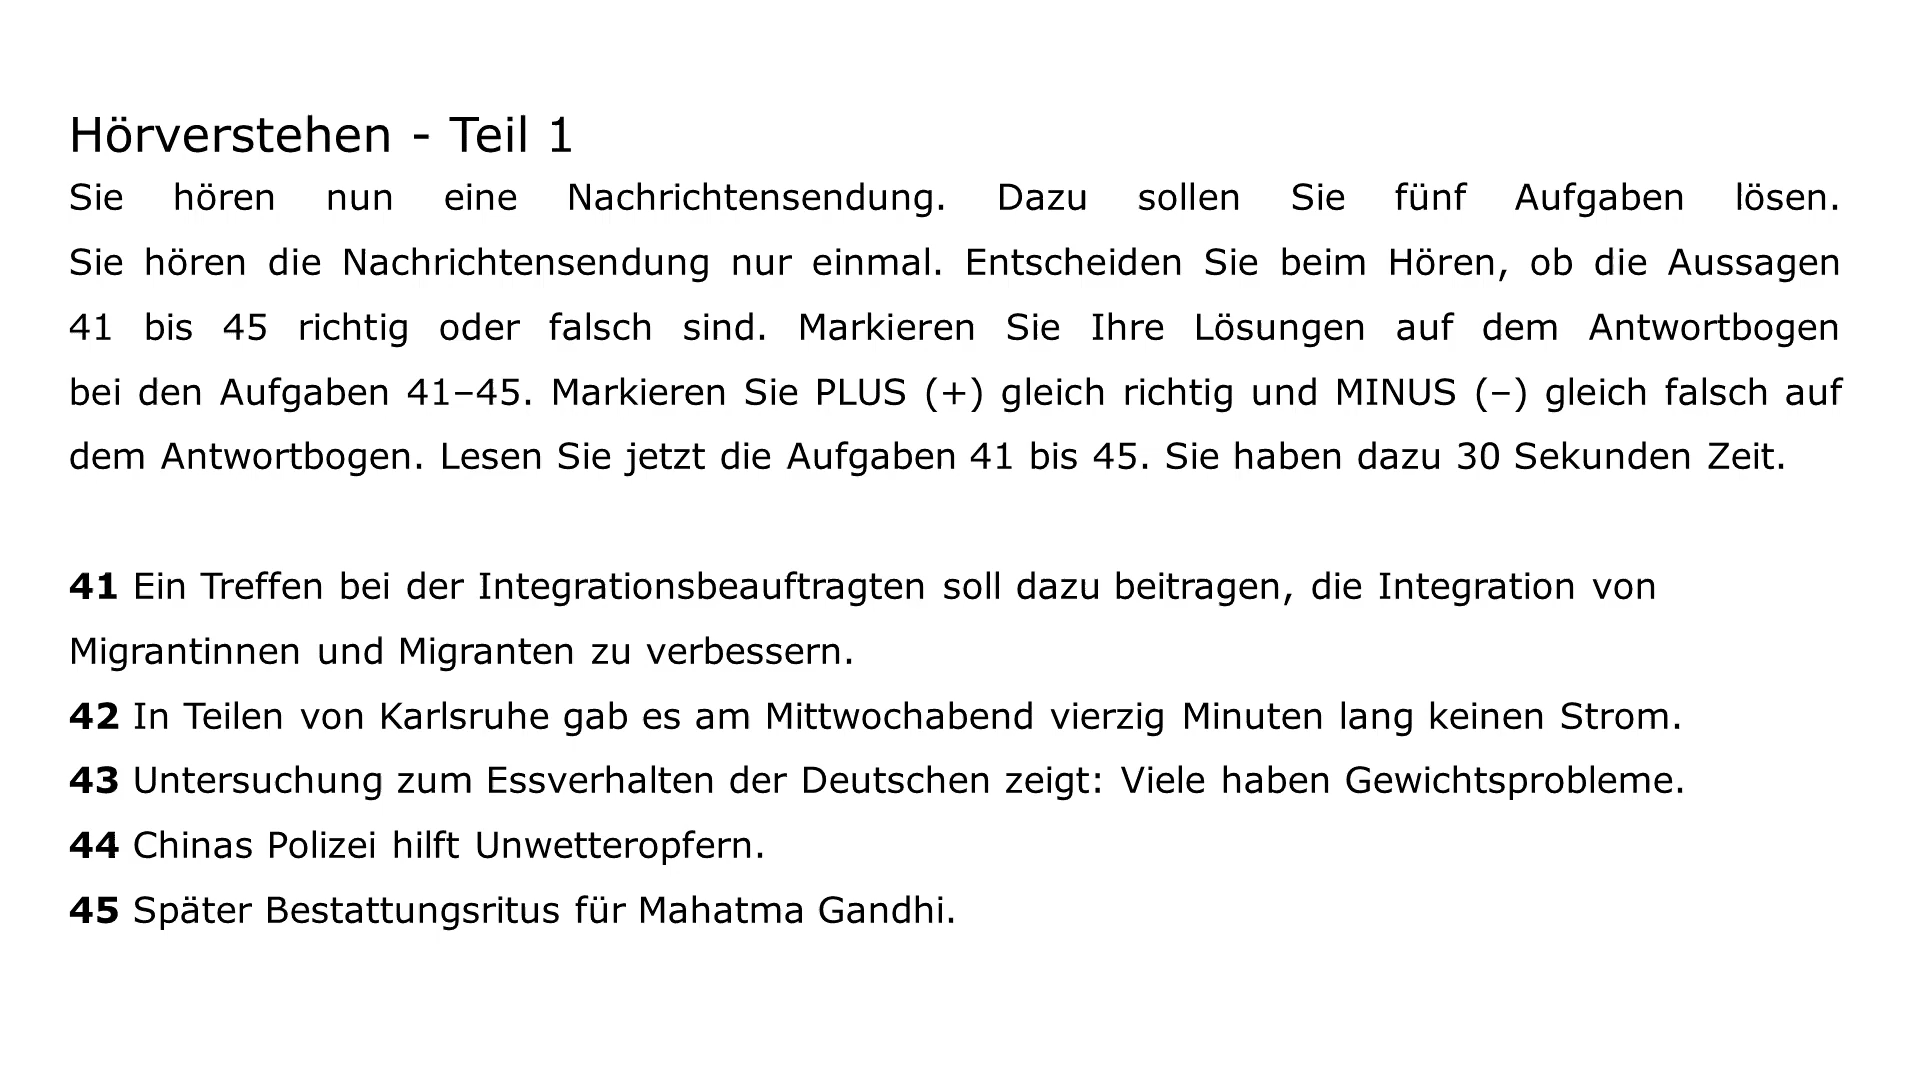 Hörverstehen - Teil 1
Sie hören nun eine Nachrichtensendung. Dazu sollen Sie fünf Aufgaben lösen.
Sie hören die Nachrichtensendung nur einmal. Entscheiden Sie beim Hören, ob die Aussagen
41 bis 45 richtig oder falsch sind. Markieren Sie Ihre Lösungen auf dem Antwortbogen
bei den Aufgaben 41–45. Markieren Sie PLUS (+) gleich richtig und MINUS (–) gleich falsch auf
dem Antwortbogen. Lesen Sie jetzt die Aufgaben 41 bis 45. Sie haben dazu 30 Sekunden Zeit.
41 Ein Treffen bei der Integrationsbeauftragten soll dazu beitragen, die Integration von
Migrantinnen und Migranten zu verbessern.
42 In Teilen von Karlsruhe gab es am Mittwochabend vierzig Minuten lang keinen Strom.
43 Untersuchung zum Essverhalten der Deutschen zeigt: Viele haben Gewichtsprobleme.
44 Chinas Polizei hilft Unwetteropfern.
45 Später Bestattungsritus für Mahatma Gandhi.